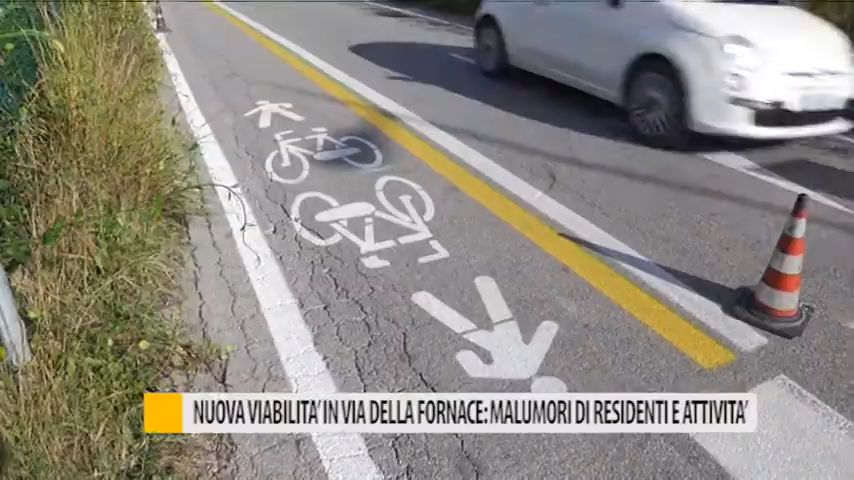 NUOVA VIABILITA' IN VIA DELLA FORNACE: MALUMORI DI RESIDENTI E ATTIVITA'